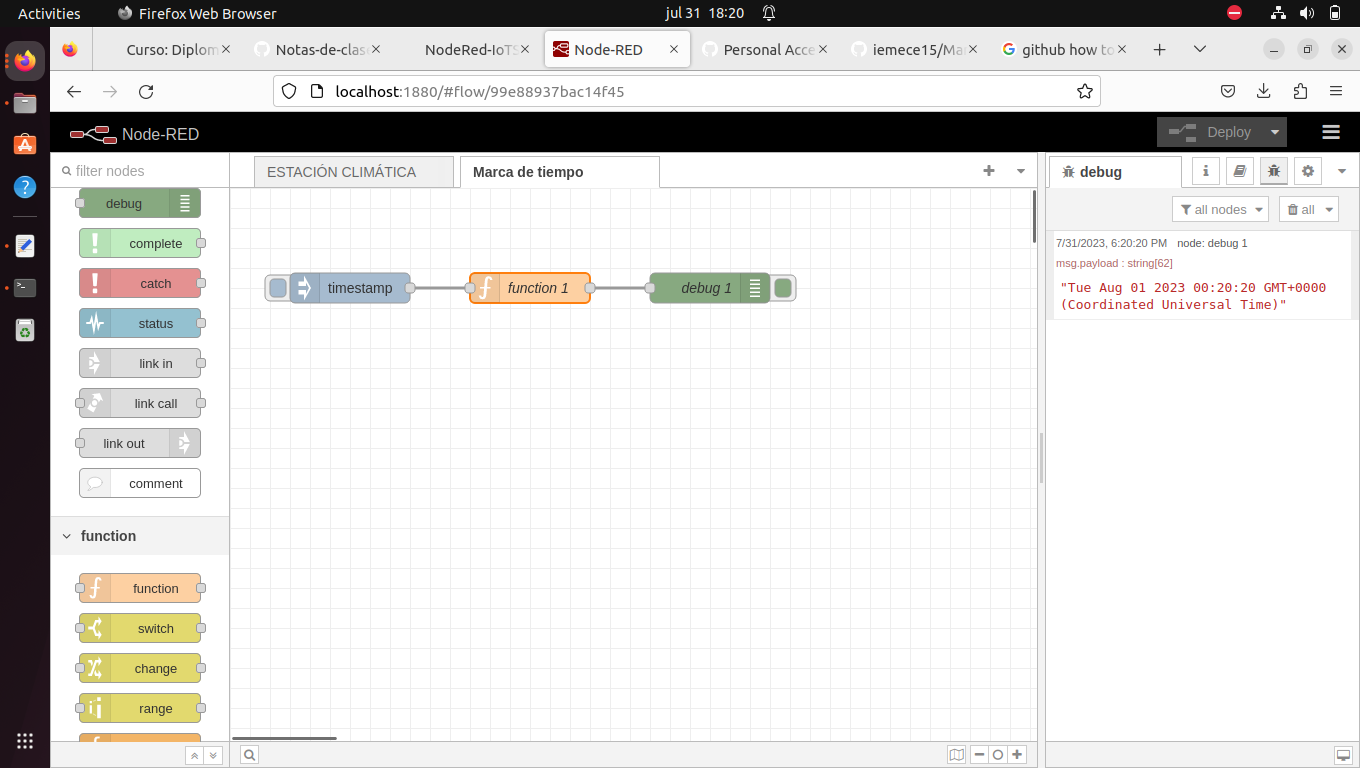 Activities
Firefox Web Browser
jul 31 18:20
Curso: Diplom
Notas-de-clas
NodeRed-IoTS
Node-RED
Personal Acce
iemece15/Ma
github how to
localhost:1880/#flow/99e88937bac14f45
Node-RED
Deploy
filter nodes
ESTACIÓN CLIMÁTICA
Marca de tiempo
debug
all nodes
all
debug
complete
catch
status
link in
link call
link out
comment
function
function
switch
change
range
timestamp
function 1
debug 1
7/31/2023, 6:20:20 PM node: debug 1
msg.payload : string[62]
"Tue Aug 01 2023 00:20:20 GMT+0000
(Coordinated Universal Time)"